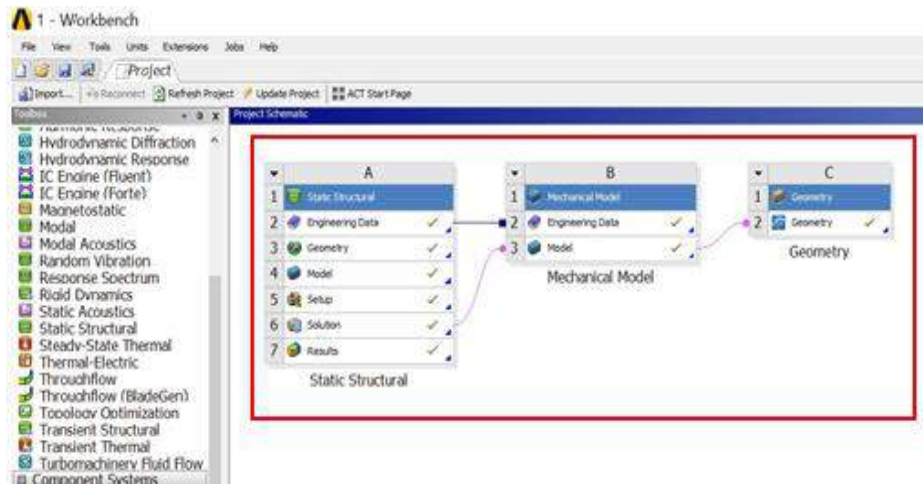 1 - Workbench
File View Tools Units Extensions Jobs Help
Project
Import... Reconnect Refresh Project Update Project ACT Start Page
Toolbox
Harmonic Response
Hydrodynamic Diffraction
Hydrodynamic Response
IC Engine (Fluent)
IC Engine (Forte)
Magnetostatic
Modal
Modal Acoustics
Random Vibration
Response Spectrum
Rigid Dynamics
Static Acoustics
Static Structural
Steady-State Thermal
Thermal-Electric
Throughflow
Throughflow (BladeGen)
Topology Optimization
Transient Structural
Transient Thermal
Turbomachinery Fluid Flow
Component Systems
Project Schematic
A
1 Static Structural
2 Engineering Data
3 Geometry
4 Model
5 Setup
6 Solution
7 Results
Static Structural
B
1 Mechanical Model
2 Engineering Data
3 Model
Mechanical Model
C
1 Geometry
2 Geometry
Geometry